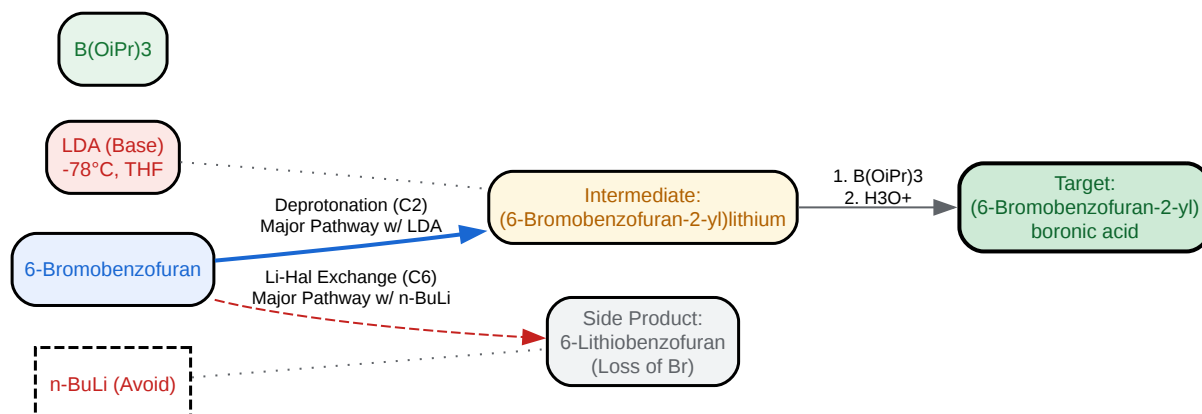 B(OiPr)3
LDA (Base)
-78°C, THF
Deprotonation (C2)
Major Pathway w/ LDA
6-Bromobenzofuran
Li-Hal Exchange (C6)
Major Pathway w/ n-BuLi
n-BuLi (Avoid)
Intermediate:
(6-Bromobenzofuran-2-yl)lithium
Side Product:
6-Lithiobenzofuran
(Loss of Br)
1. B(OiPr)3
2. H3O+
Target:
(6-Bromobenzofuran-2-yl)
boronic acid